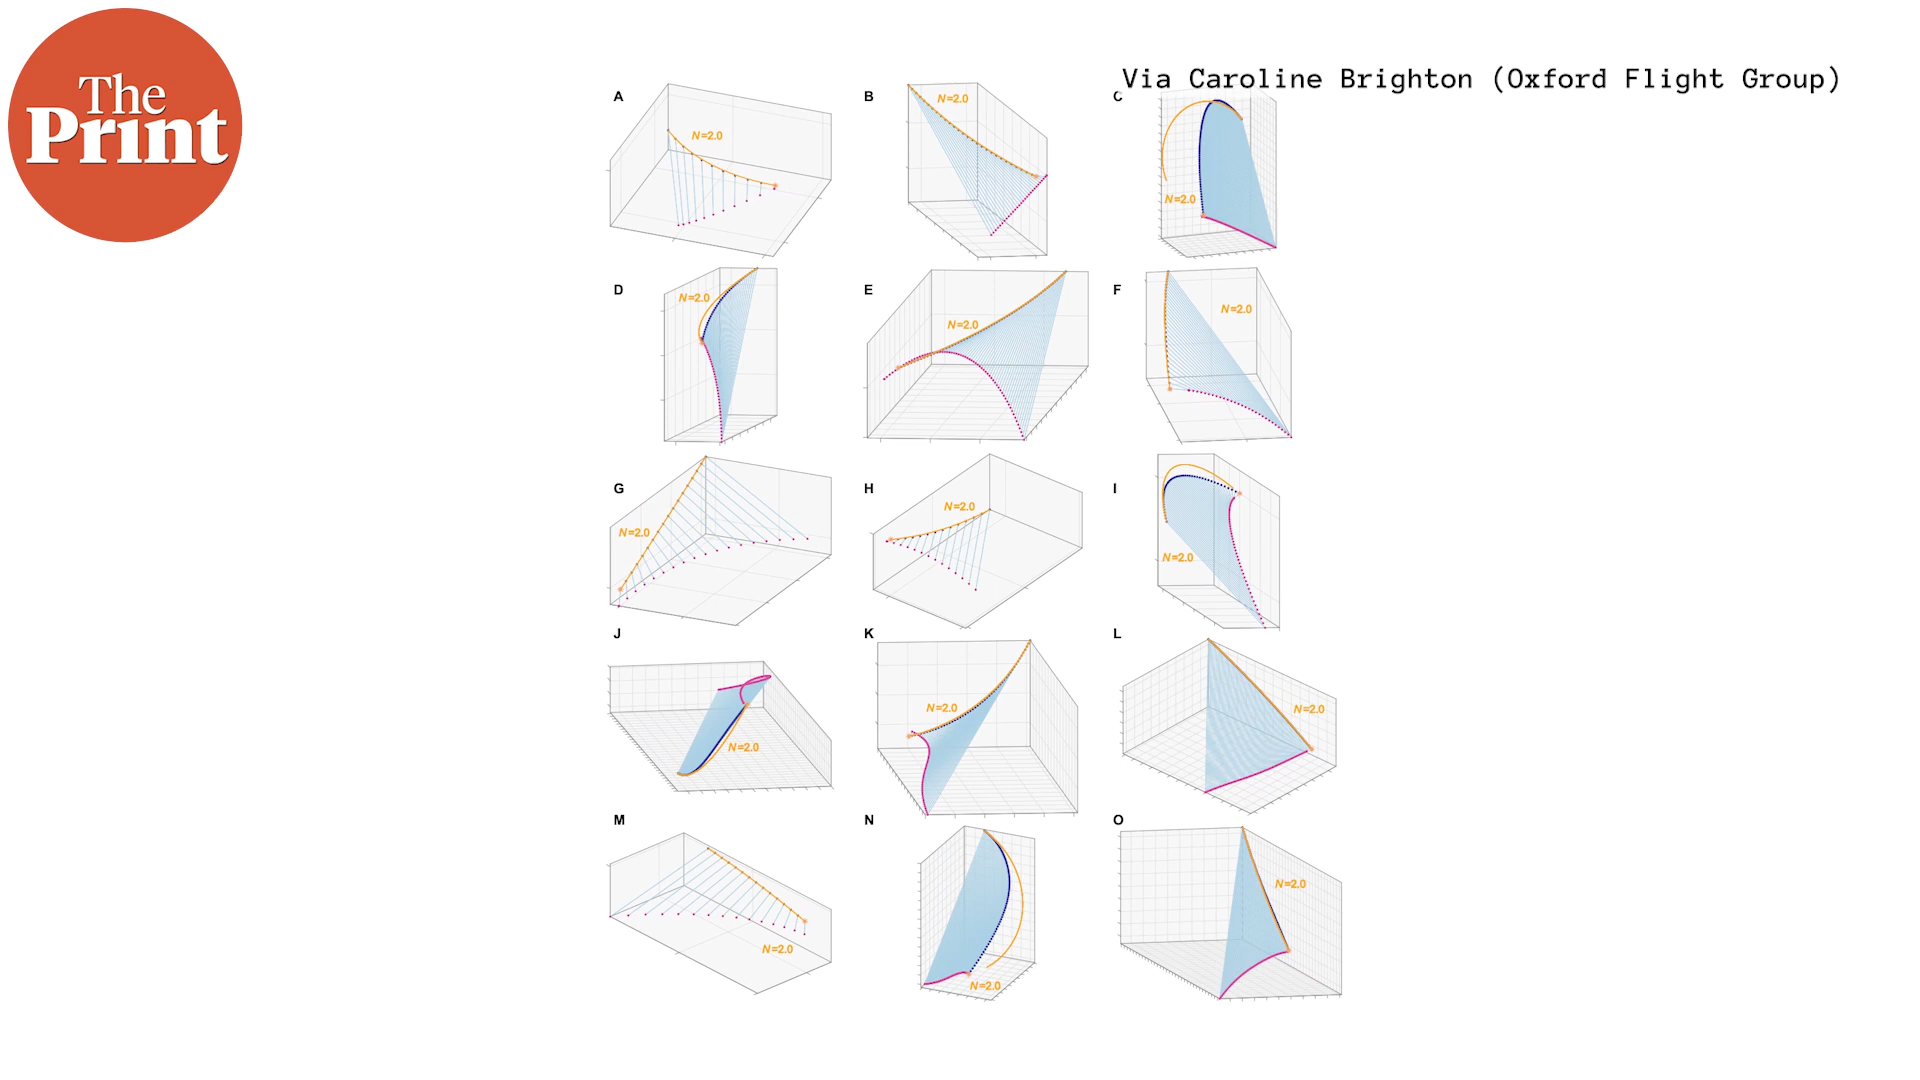 The
Print
Via Caroline Brighton (Oxford Flight Group)
A
N=2.0
B
N=2.0
C
N=2.0
D
N=2.0
E
N=2.0
F
N=2.0
G
N=2.0
H
N=2.0
I
N=2.0
J
N=2.0
K
N=2.0
L
N=2.0
M
N=2.0
N
N=2.0
O
N=2.0